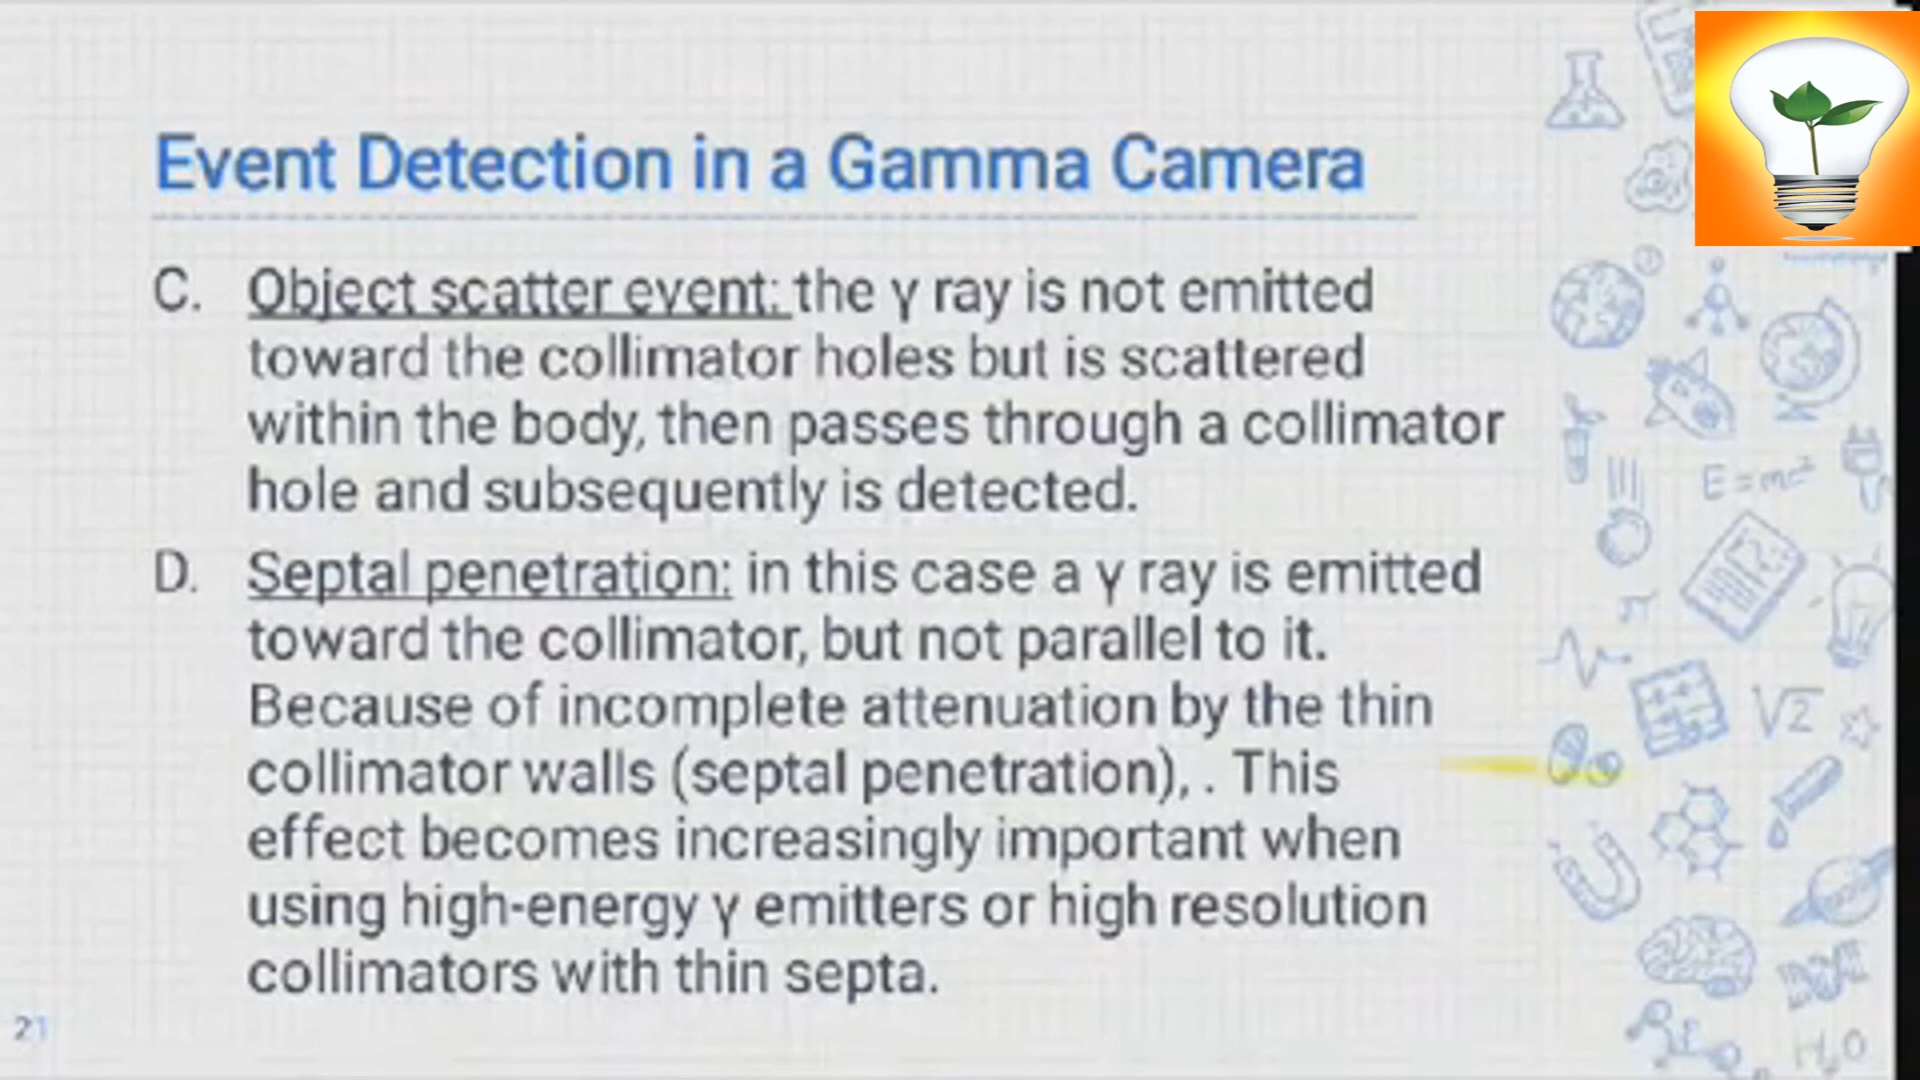 Event Detection in a Gamma Camera
C. Object scatter event: the γ ray is not emitted
toward the collimator holes but is scattered
within the body, then passes through a collimator
hole and subsequently is detected.
D. Septal penetration: in this case a γ ray is emitted
toward the collimator, but not parallel to it.
Because of incomplete attenuation by the thin
collimator walls (septal penetration), . This
effect becomes increasingly important when
using high-energy γ emitters or high resolution
collimators with thin septa.
21
E=mc²
π
√2
H₂O